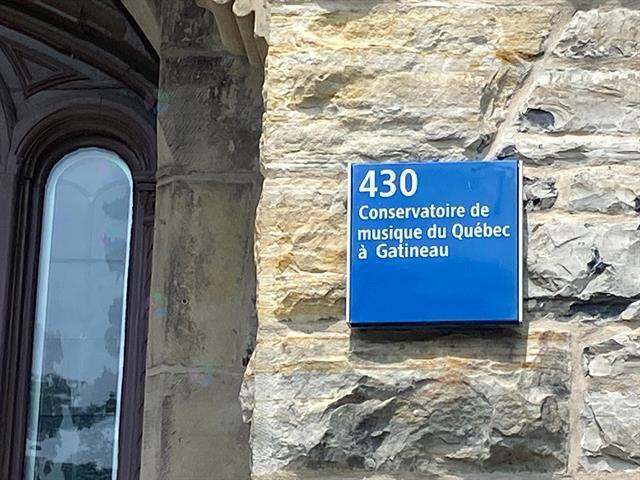 430
Conservatoire de
musique du Québec
à Gatineau